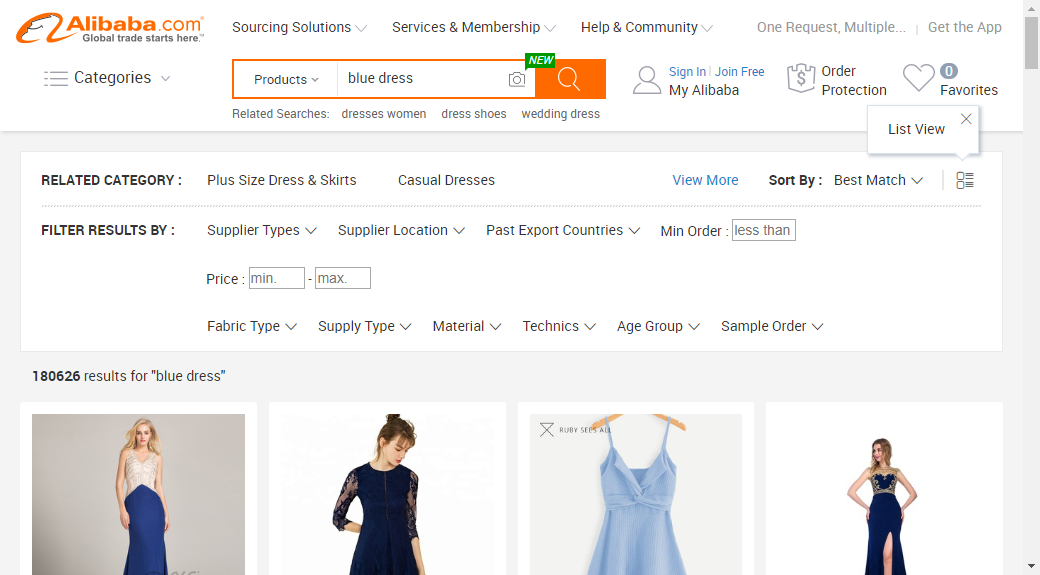 Alibaba.com
Global trade starts here.™
Sourcing Solutions
Services & Membership
Help & Community
One Request, Multiple...
Get the App
Categories
Products
blue dress
NEW
Sign In
Join Free
My Alibaba
Order
Protection
0
Favorites
Related Searches:
dresses women
dress shoes
wedding dress
List View
RELATED CATEGORY :
Plus Size Dress & Skirts
Casual Dresses
View More
Sort By :
Best Match
FILTER RESULTS BY :
Supplier Types
Supplier Location
Past Export Countries
Min Order :
less than
Price :
min.
-
max.
Fabric Type
Supply Type
Material
Technics
Age Group
Sample Order
180626 results for "blue dress"
RUBY SEES ALL